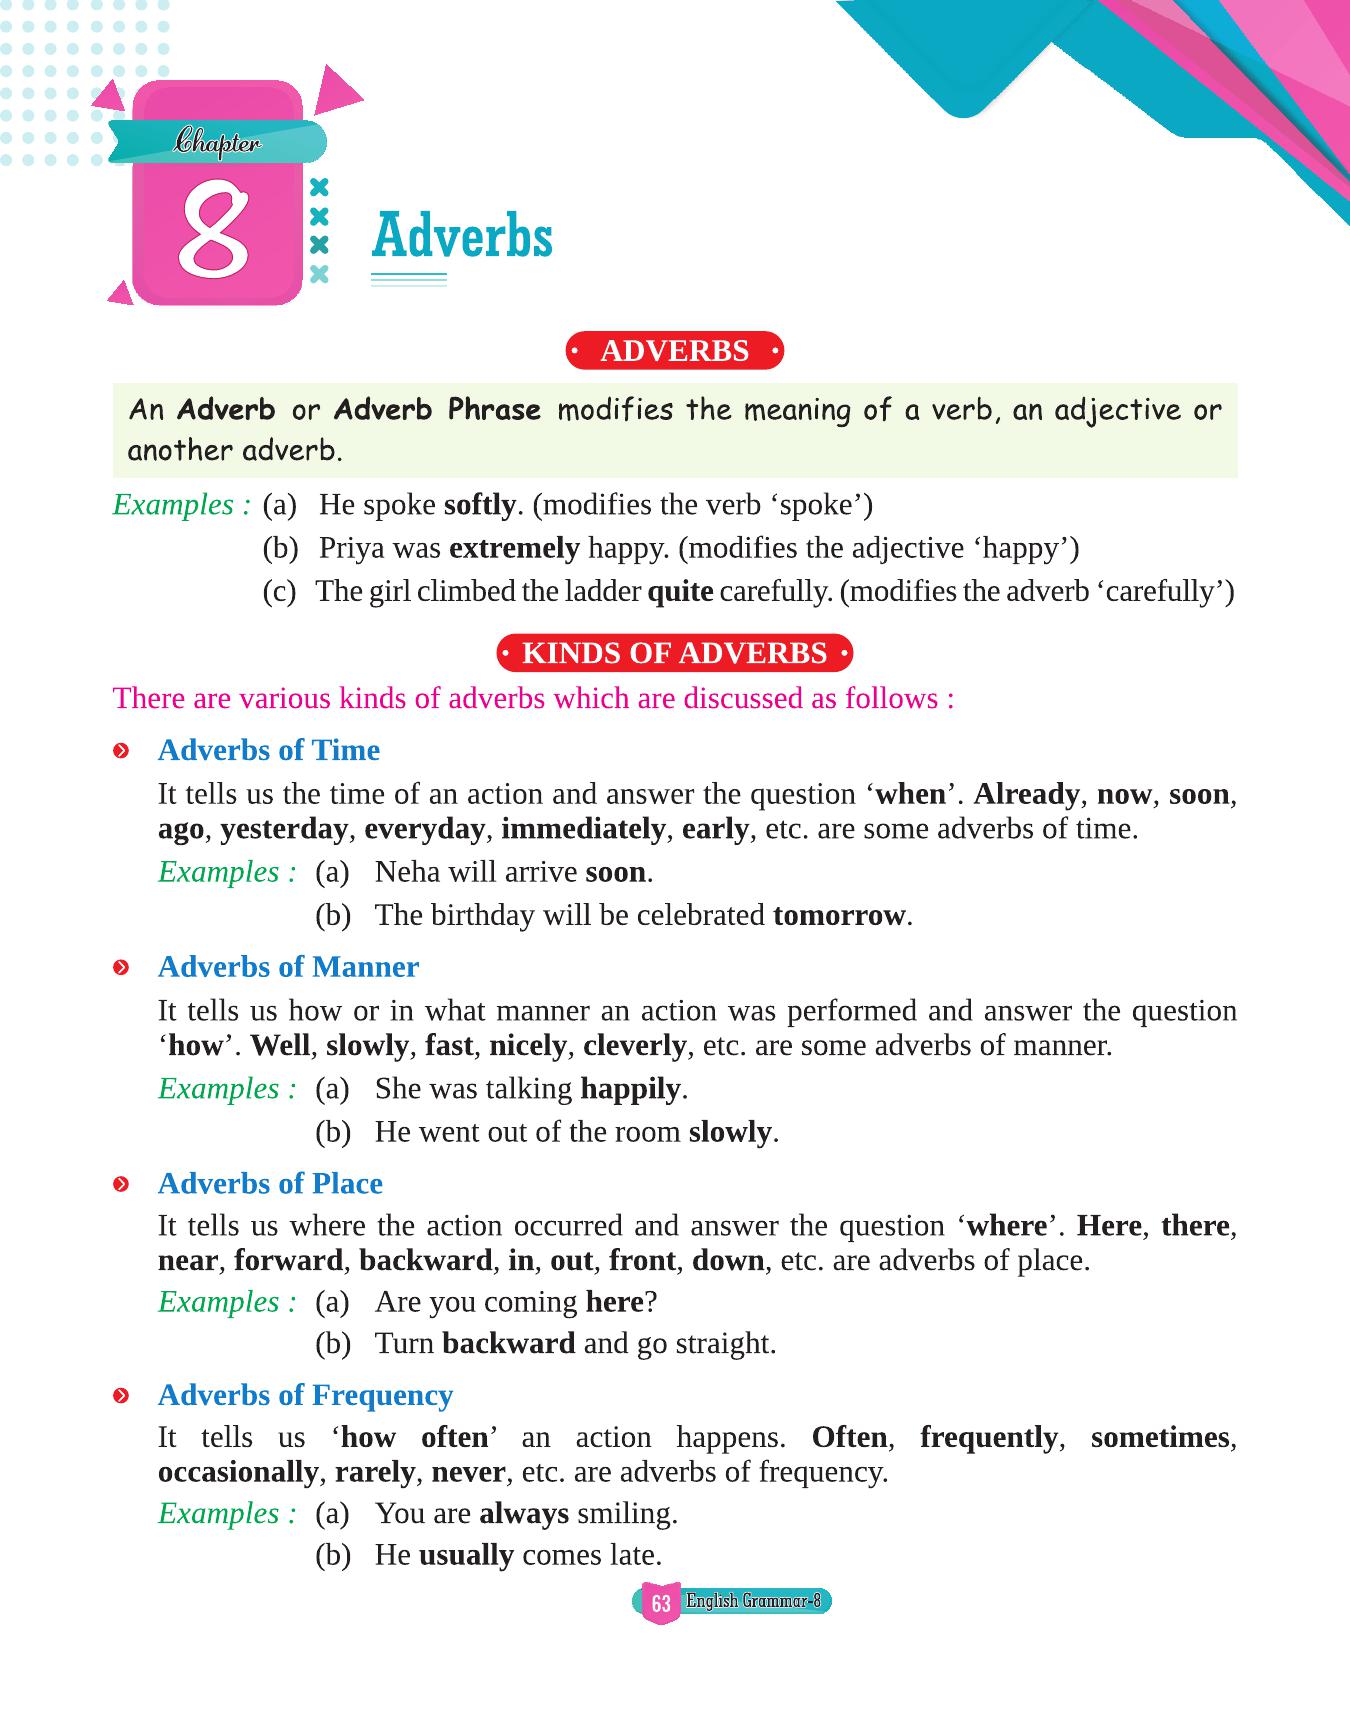 Chapter
8
Adverbs
ADVERBS
An Adverb or Adverb Phrase modifies the meaning of a verb, an adjective or
another adverb.
Examples : (a) He spoke softly. (modifies the verb ‘spoke’)
(b) Priya was extremely happy. (modifies the adjective ‘happy’)
(c) The girl climbed the ladder quite carefully. (modifies the adverb ‘carefully’)
KINDS OF ADVERBS
There are various kinds of adverbs which are discussed as follows :
Adverbs of Time
It tells us the time of an action and answer the question ‘when’. Already, now, soon,
ago, yesterday, everyday, immediately, early, etc. are some adverbs of time.
Examples : (a) Neha will arrive soon.
(b) The birthday will be celebrated tomorrow.
Adverbs of Manner
It tells us how or in what manner an action was performed and answer the question
‘how’. Well, slowly, fast, nicely, cleverly, etc. are some adverbs of manner.
Examples : (a) She was talking happily.
(b) He went out of the room slowly.
Adverbs of Place
It tells us where the action occurred and answer the question ‘where’. Here, there,
near, forward, backward, in, out, front, down, etc. are adverbs of place.
Examples : (a) Are you coming here?
(b) Turn backward and go straight.
Adverbs of Frequency
It tells us ‘how often’ an action happens. Often, frequently, sometimes,
occasionally, rarely, never, etc. are adverbs of frequency.
Examples : (a) You are always smiling.
(b) He usually comes late.
63 English Grammar-8